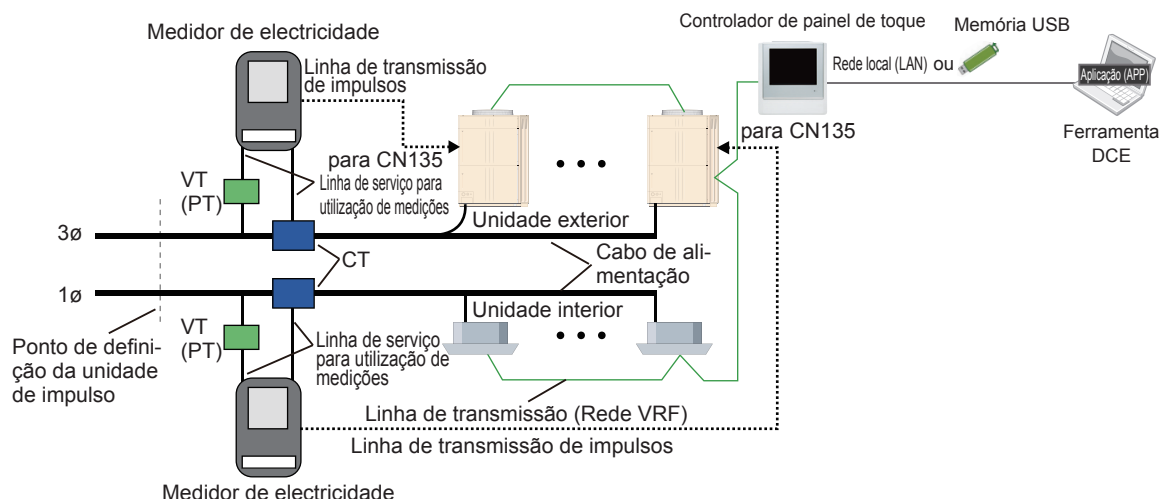 Medidor de electricidade
Linha de transmissão
de impulsos
Controlador de painel de toque
Memória USB
Rede local (LAN) ou
Aplicação (APP)
para CN135
Ferramenta
DCE
para CN135
VT
(PT)
Linha de serviço para
utilização de medições
Unidade exterior
3ø
CT
Cabo de ali-
mentação
1ø
Unidade interior
VT
(PT)
Ponto de defini-
ção da unidade
de impulso
Linha de serviço
para utilização de
medições
Linha de transmissão (Rede VRF)
Linha de transmissão de impulsos
Medidor de electricidade